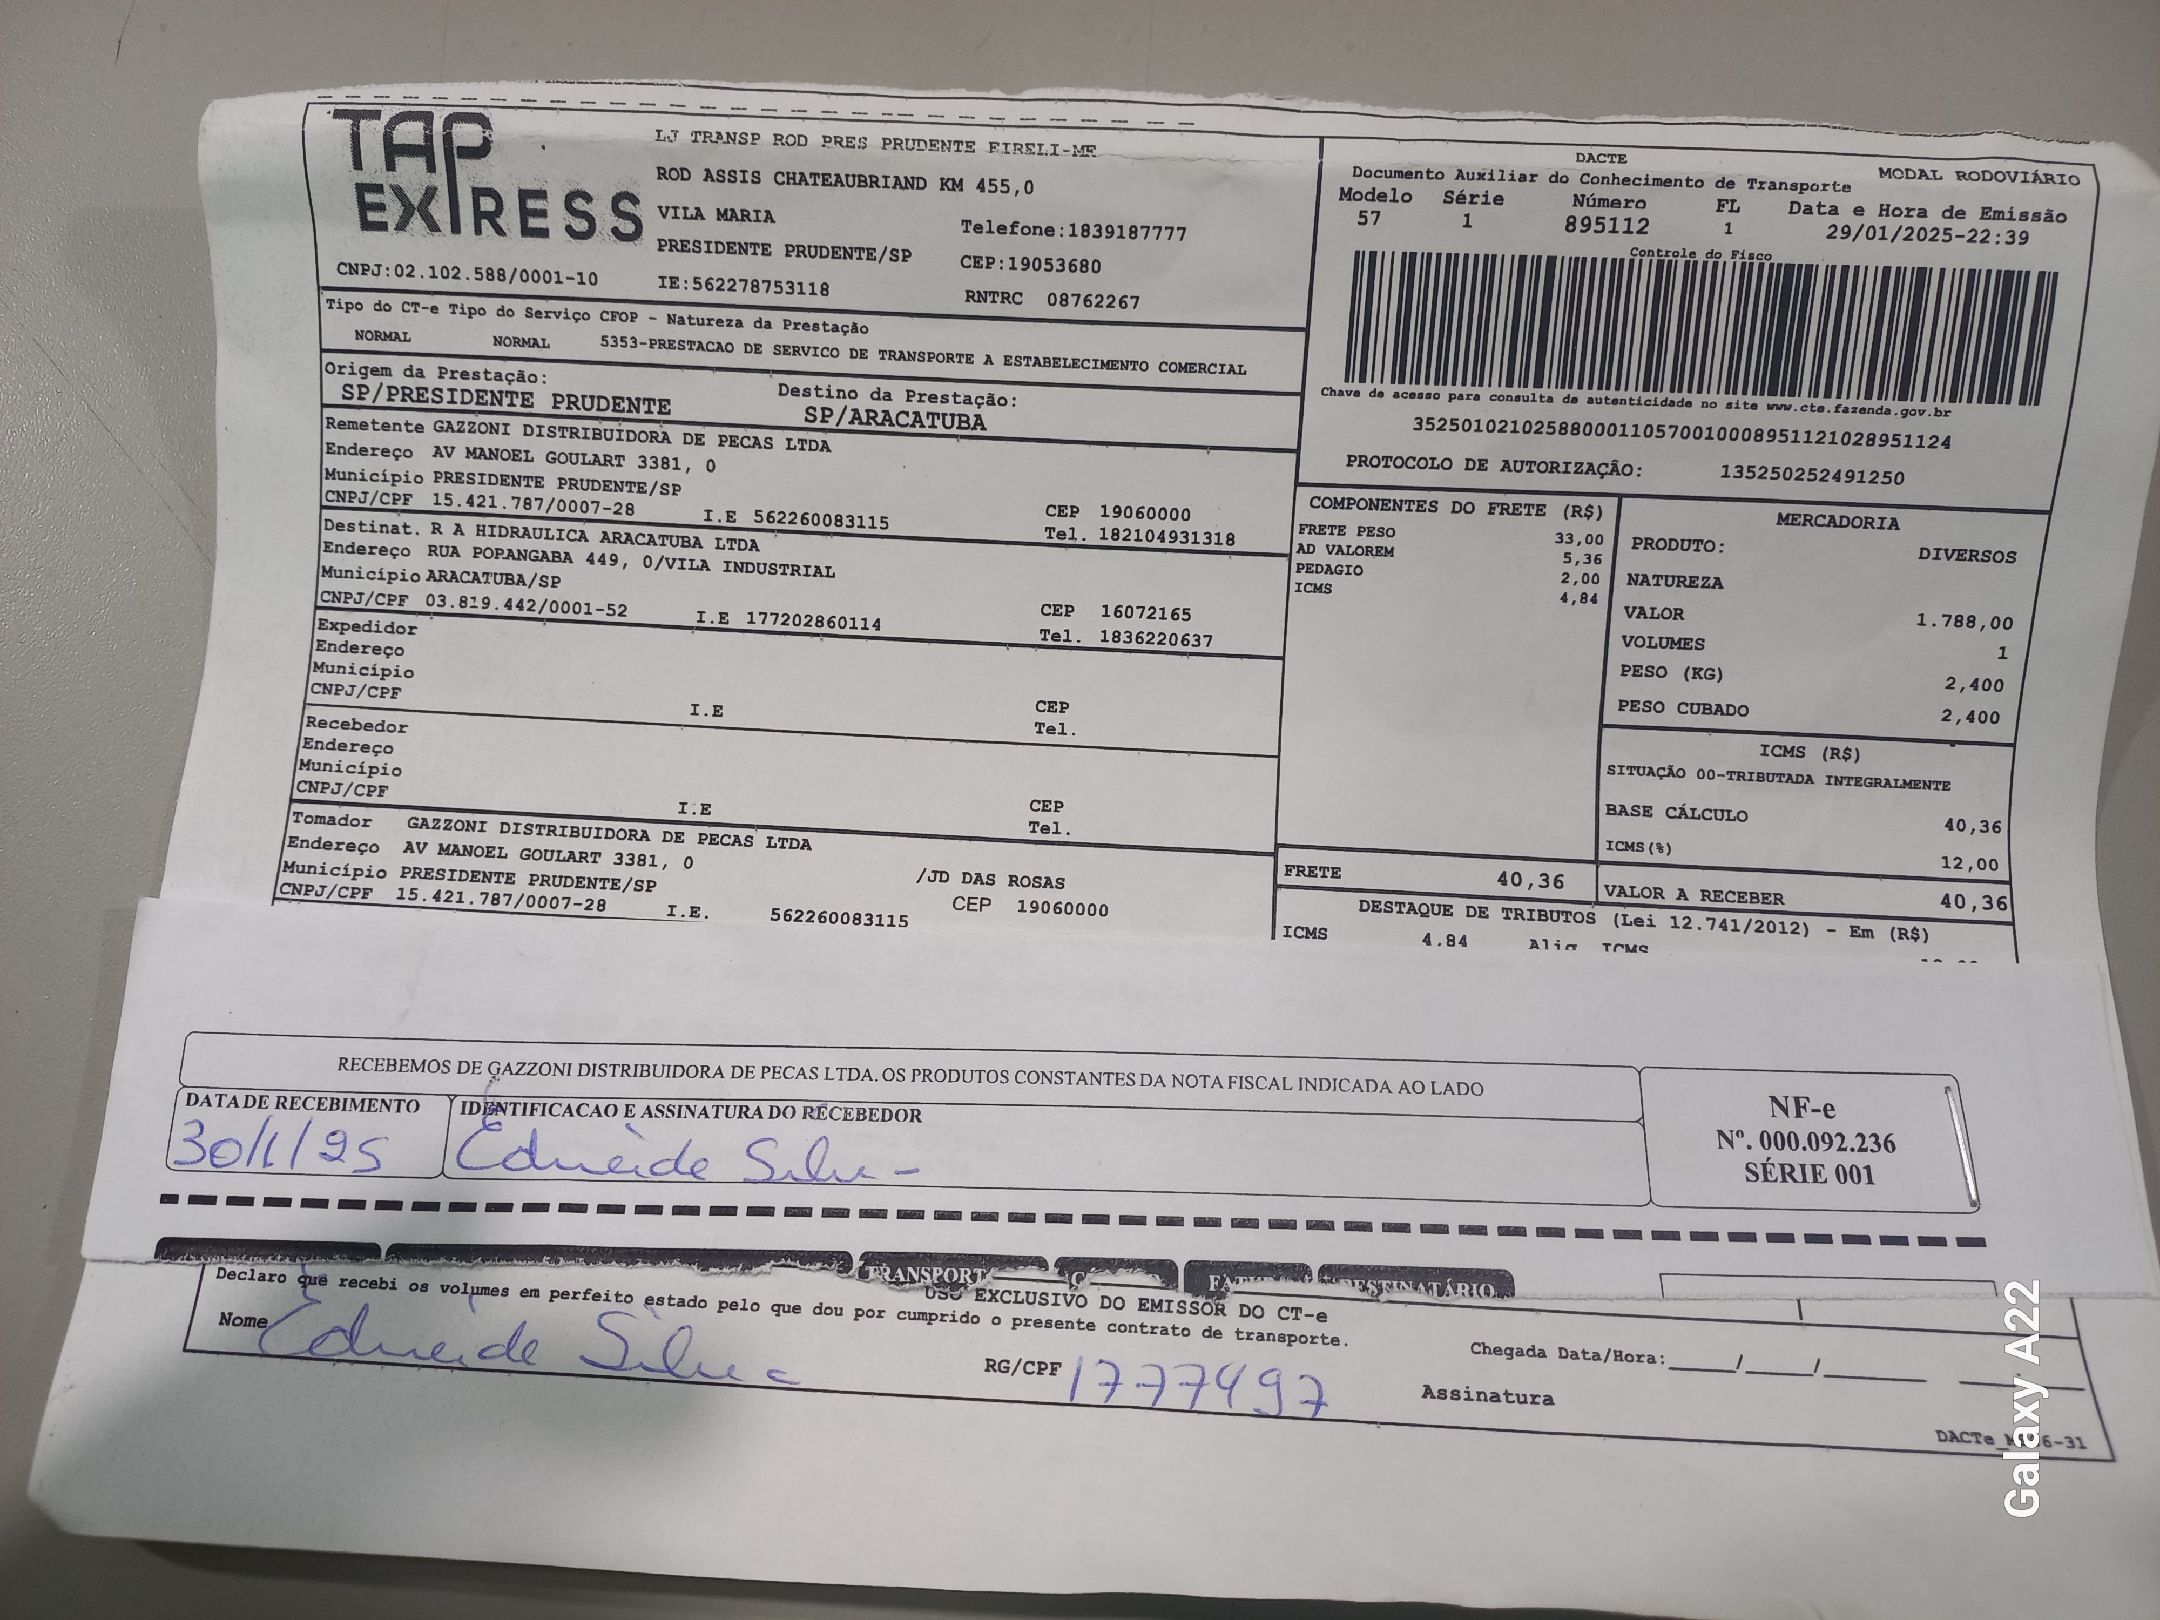 TAP EXPRESS
LJ TRANSP ROD PRES PRUDENTE EIRELI-ME
ROD ASSIS CHATEAUBRIAND KM 455,0
VILA MARIA Telefone:1839187777
PRESIDENTE PRUDENTE/SP CEP:19053680
CNPJ:02.102.588/0001-10 IE:562278753118 RNTRC 08762267
Tipo do CT-e Tipo do Serviço CFOP - Natureza da Prestação
NORMAL NORMAL 5353-PRESTACAO DE SERVICO DE TRANSPORTE A ESTABELECIMENTO COMERCIAL
Origem da Prestação: Destino da Prestação:
SP/PRESIDENTE PRUDENTE SP/ARACATUBA
Remetente GAZZONI DISTRIBUIDORA DE PECAS LTDA
Endereço AV MANOEL GOULART 3381, 0
Município PRESIDENTE PRUDENTE/SP CEP 19060000
CNPJ/CPF 15.421.787/0007-28 I.E 562260083115 Tel. 182104931318
Destinat. R A HIDRAULICA ARACATUBA LTDA
Endereço RUA POPANGABA 449, 0/VILA INDUSTRIAL
Município ARACATUBA/SP CEP 16072165
CNPJ/CPF 03.819.442/0001-52 I.E 177202860114 Tel. 1836220637
Expedidor
Endereço
Município CEP
CNPJ/CPF I.E Tel.
Recebedor
Endereço
Município CEP
CNPJ/CPF I.E Tel.
Tomador GAZZONI DISTRIBUIDORA DE PECAS LTDA
Endereço AV MANOEL GOULART 3381, 0 /JD DAS ROSAS
Município PRESIDENTE PRUDENTE/SP CEP 19060000
CNPJ/CPF 15.421.787/0007-28 I.E. 562260083115
DACTE MODAL RODOVIÁRIO
Documento Auxiliar do Conhecimento de Transporte
Modelo Série Número FL Data e Hora de Emissão
57 1 895112 1 29/01/2025-22:39
Controle do Fisco
Chave de acesso para consulta de autenticidade no site www.cte.fazenda.gov.br
35250102102588000110570010008951121028951124
PROTOCOLO DE AUTORIZAÇÃO: 135250252491250
COMPONENTES DO FRETE (R$)
FRETE PESO 33,00
AD VALOREM 5,36
PEDAGIO 2,00
ICMS 4,84
MERCADORIA
PRODUTO: DIVERSOS
NATUREZA
VALOR 1.788,00
VOLUMES 1
PESO (KG) 2,400
PESO CUBADO 2,400
ICMS (R$)
SITUAÇÃO 00-TRIBUTADA INTEGRALMENTE
BASE CÁLCULO 40,36
ICMS(%) 12,00
FRETE 40,36 VALOR A RECEBER 40,36
DESTAQUE DE TRIBUTOS (Lei 12.741/2012) - Em (R$)
ICMS 4.84 Aliq ICMS
RECEBEMOS DE GAZZONI DISTRIBUIDORA DE PECAS LTDA. OS PRODUTOS CONSTANTES DA NOTA FISCAL INDICADA AO LADO
DATA DE RECEBIMENTO IDENTIFICACAO E ASSINATURA DO RECEBEDOR
30/1/25 Edneide Silva
NF-e
Nº. 000.092.236
SÉRIE 001
TRANSPORT DESTINATÁRIO
USO EXCLUSIVO DO EMISSOR DO CT-e
Declaro que recebi os volumes em perfeito estado pelo que dou por cumprido o presente contrato de transporte.
Nome Edneide Silva RG/CPF 17777497
Chegada Data/Hora:____/____/______
Assinatura
Galaxy A22